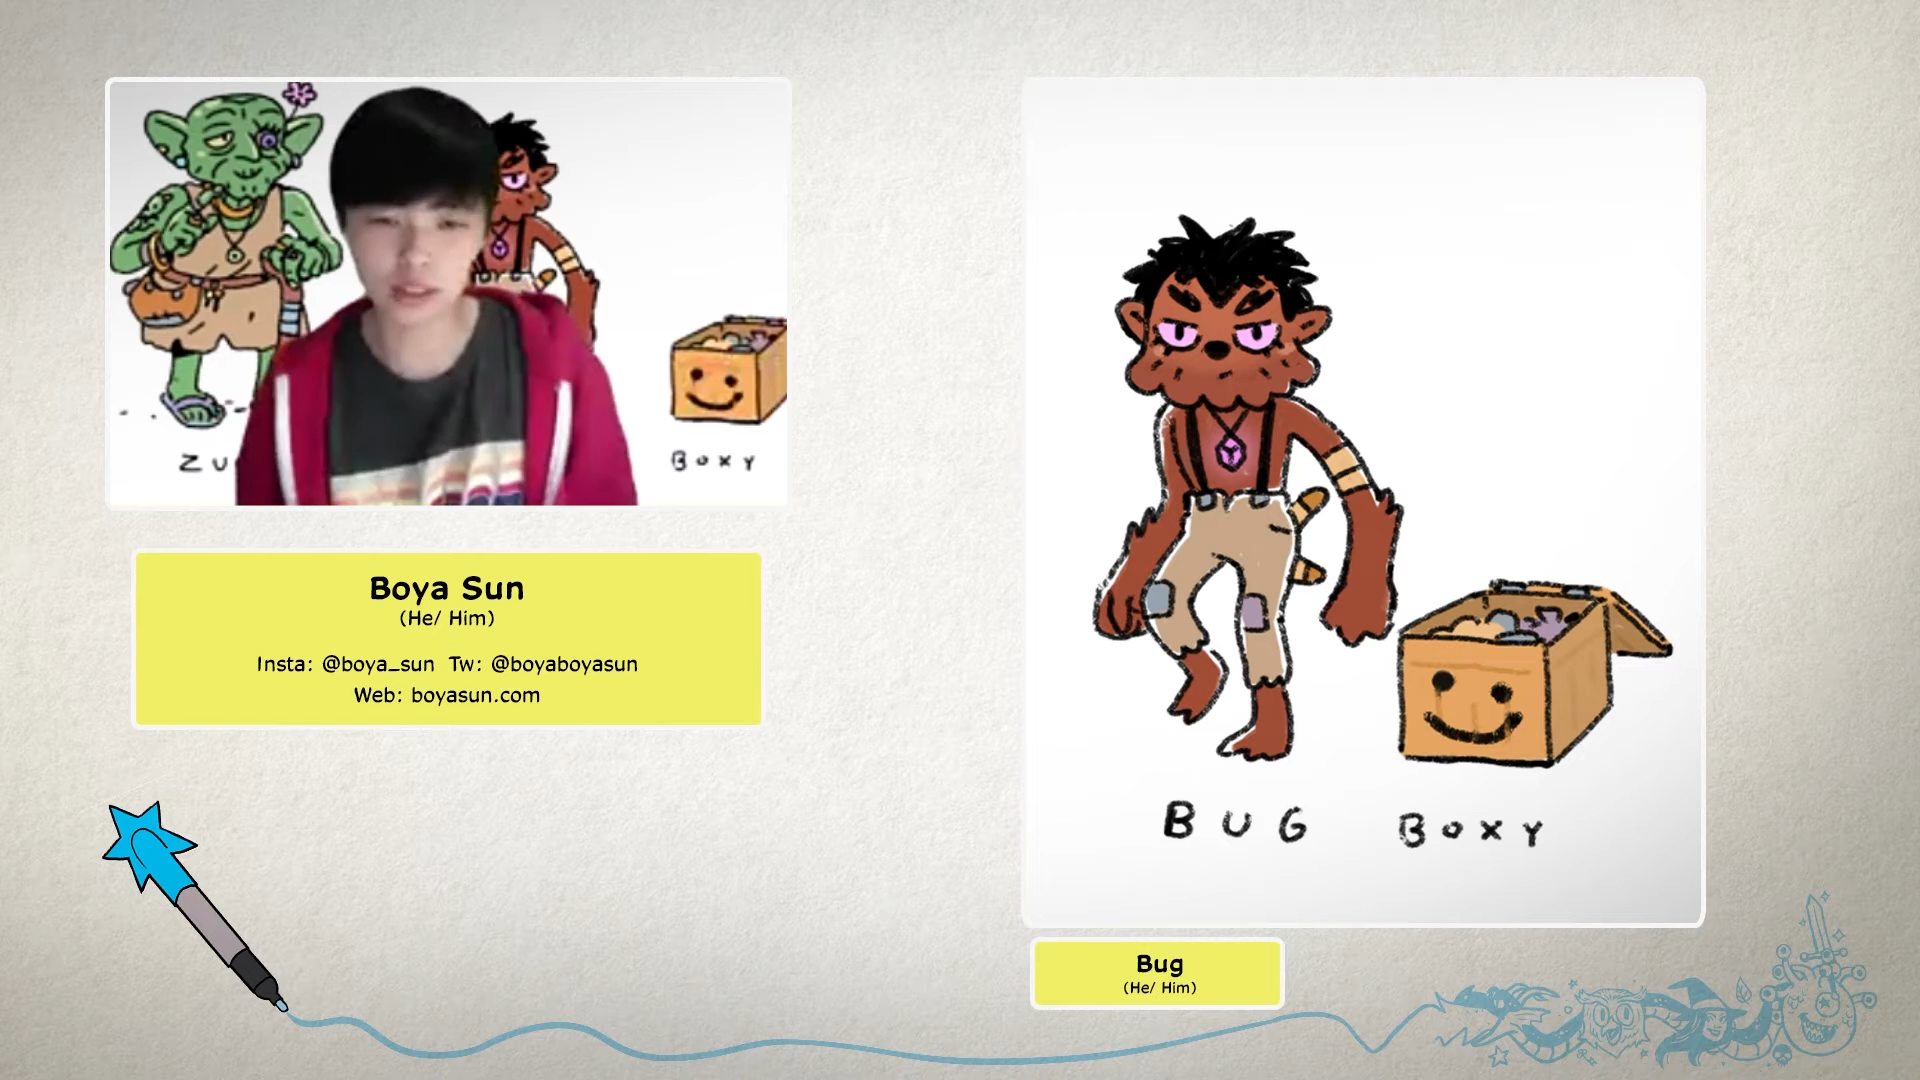 ZU
BOXY
Boya Sun
(He/ Him)
Insta: @boya_sun Tw: @boyaboyasun
Web: boyasun.com
BUG BOXY
Bug
(He/ Him)